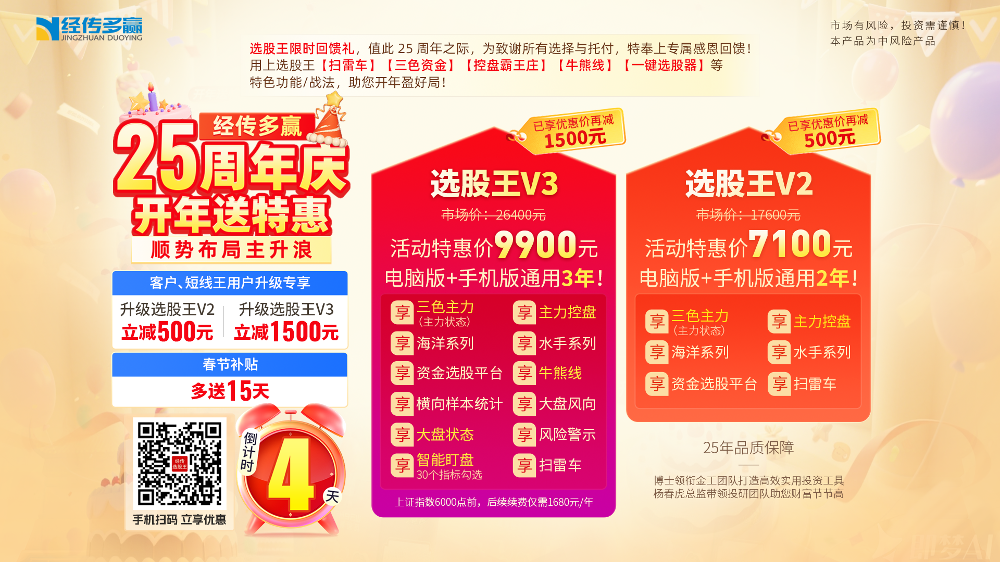 经传多赢
JINGZHUAN DUOYING
市场有风险，投资需谨慎！
本产品为中风险产品
选股王限时回馈礼，值此 25 周年之际，为致谢所有选择与托付，特奉上专属感恩回馈！
用上选股王【扫雷车】【三色资金】【控盘霸王庄】【牛熊线】【一键选股器】等
特色功能/战法，助您开年盈好局！
经传多赢
25周年庆
开年送特惠
顺势布局主升浪
客户、短线王用户升级专享
升级选股王V2
立减500元
升级选股王V3
立减1500元
春节补贴
多送15天
经传
选股王
手机扫码 立享优惠
倒计时
4
天
已享优惠价再减
1500元
选股王V3
市场价：26400元
活动特惠价9900元
电脑版+手机版通用3年！
享 三色主力
（主力状态）
享 主力控盘
享 海洋系列
享 水手系列
享 资金选股平台
享 牛熊线
享 横向样本统计
享 大盘风向
享 大盘状态
享 风险警示
享 智能盯盘
30个指标勾选
享 扫雷车
上证指数6000点前，后续续费仅需1680元/年
已享优惠价再减
500元
选股王V2
市场价：17600元
活动特惠价7100元
电脑版+手机版通用2年！
享 三色主力
（主力状态）
享 主力控盘
享 海洋系列
享 水手系列
享 资金选股平台
享 扫雷车
25年品质保障
博士领衔金工团队打造高效实用投资工具
杨春虎总监带领投研团队助您财富节节高
即梦AI